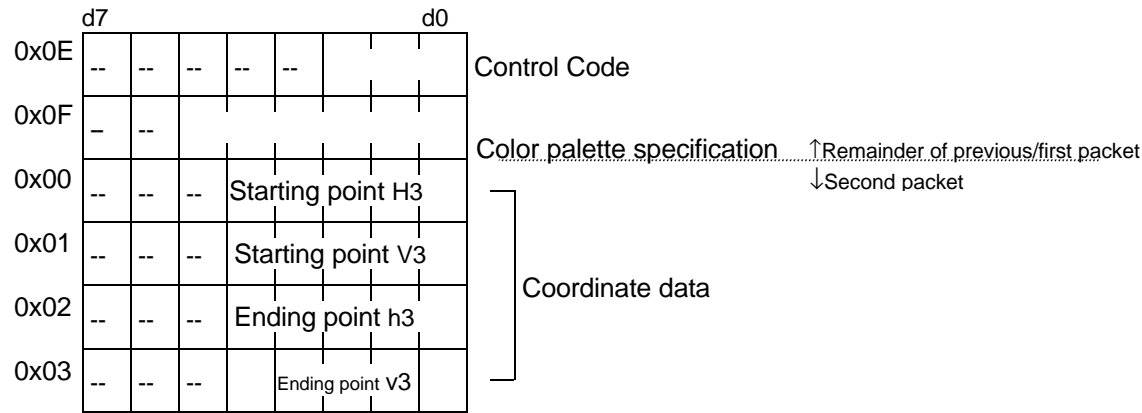 d7 d0
0x0E -- -- -- -- -- Control Code
0x0F – --
Color palette specification ↑Remainder of previous/first packet
0x00 -- -- -- Starting point H3 ↓Second packet
0x01 -- -- -- Starting point V3
0x02 -- -- -- Ending point h3 Coordinate data
0x03 -- -- -- Ending point v3